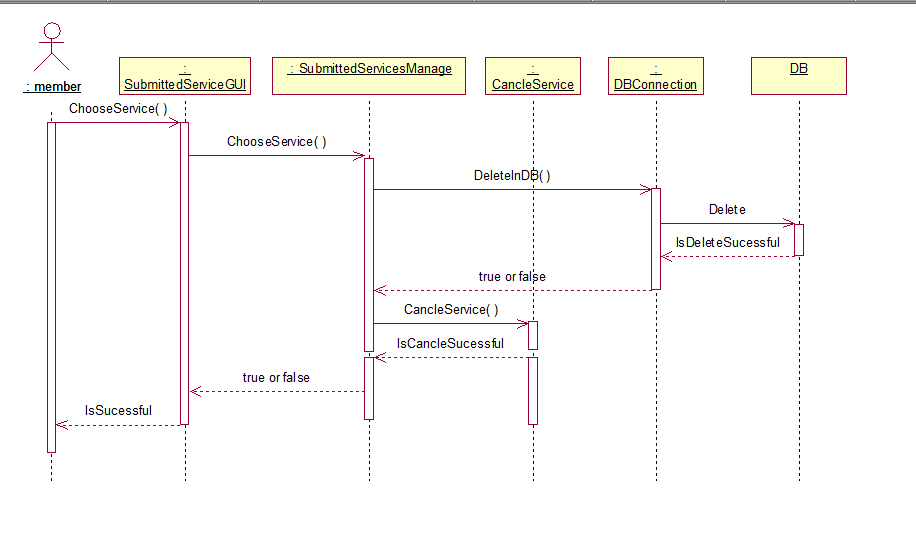 : member
:
SubmittedServiceGUI
: SubmittedServicesManage
:
CancleService
:
DBConnection
DB
ChooseService( )
ChooseService( )
DeleteInDB( )
Delete
IsDeleteSucessful
true or false
CancleService( )
IsCancleSucessful
true or false
IsSucessful